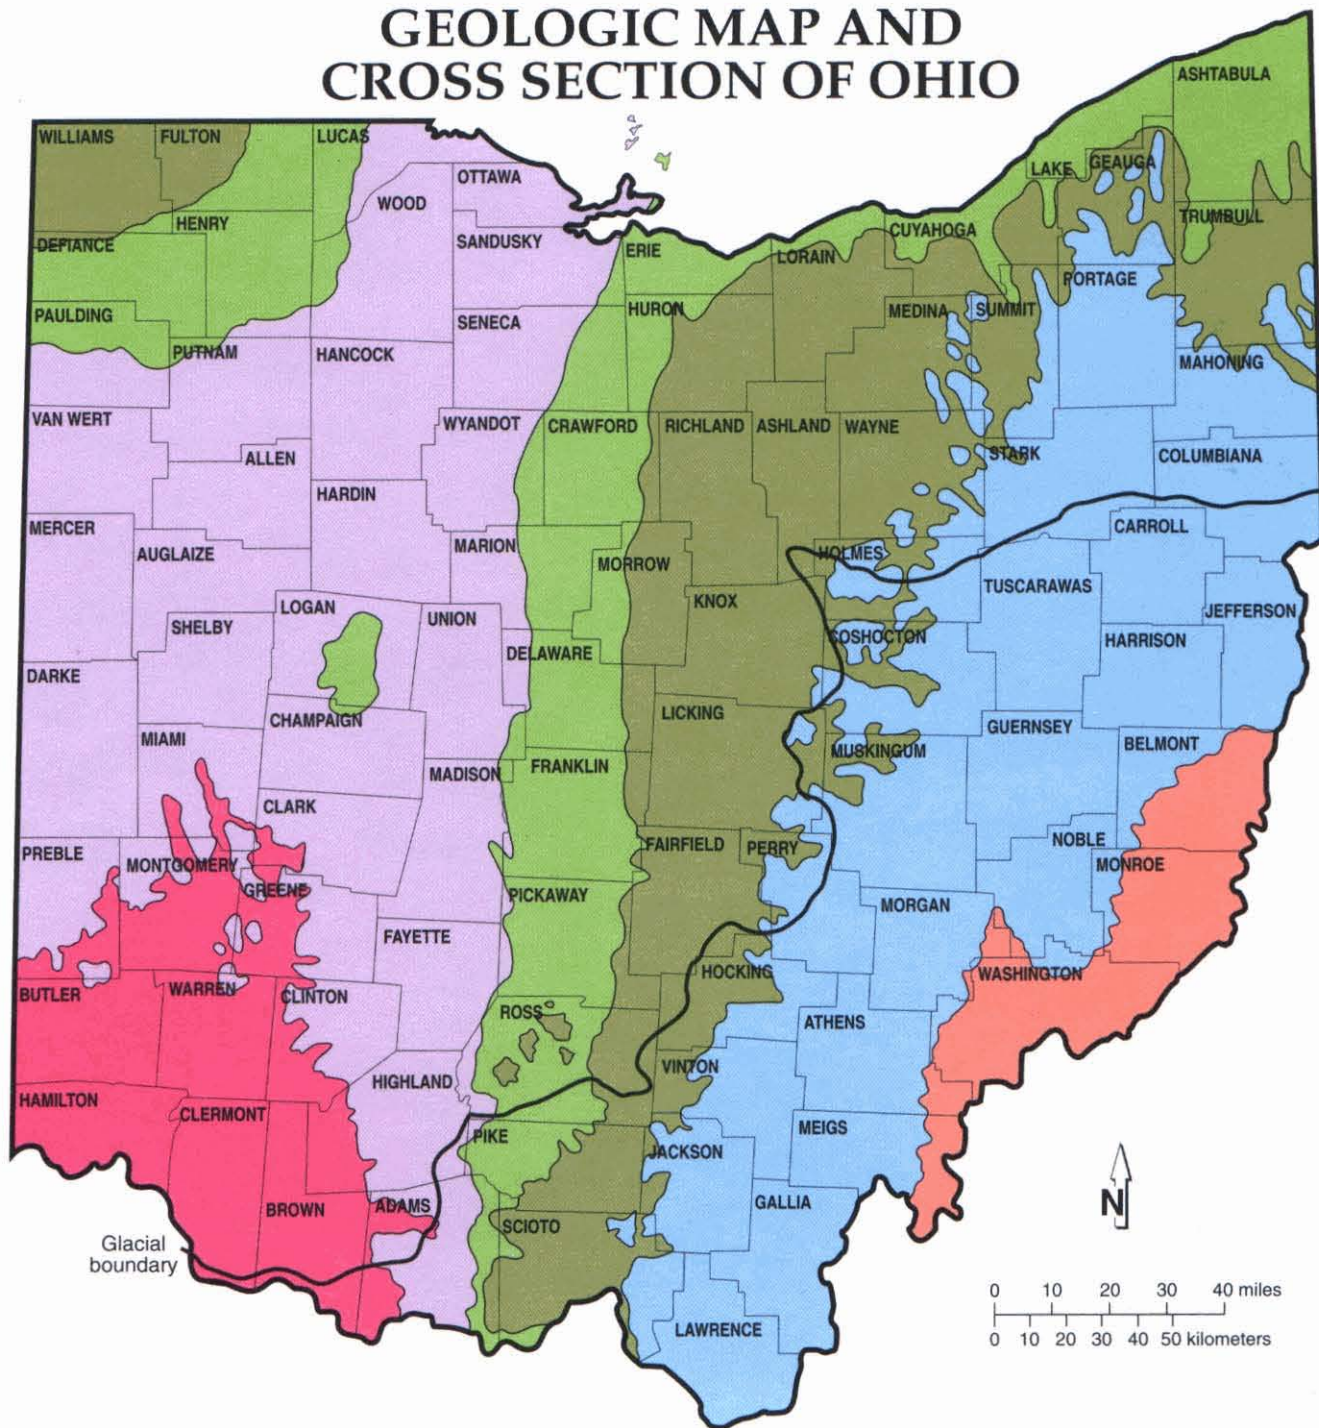 GEOLOGIC MAP AND
CROSS SECTION OF OHIO
ASHTABULA
WILLIAMS
FULTON
LUCAS
LAKE
GEAUGA
OTTAWA
WOOD
HENRY
TRUMBULL
CUYAHOGA
DEFIANCE
SANDUSKY
ERIE
LORAIN
PORTAGE
PAULDING
HURON
MEDINA
SUMMIT
SENECA
PUTNAM
HANCOCK
MAHONING
VAN WERT
WYANDOT
CRAWFORD
RICHLAND
ASHLAND
WAYNE
ALLEN
STARK
COLUMBIANA
HARDIN
MERCER
CARROLL
AUGLAIZE
MARION
HOLMES
MORROW
TUSCARAWAS
KNOX
LOGAN
JEFFERSON
UNION
SHELBY
COSHOCTON
HARRISON
DELAWARE
DARKE
LICKING
CHAMPAIGN
GUERNSEY
MIAMI
BELMONT
MUSKINGUM
FRANKLIN
MADISON
CLARK
NOBLE
FAIRFIELD
PERRY
PREBLE
MONTGOMERY
MONROE
GREENE
PICKAWAY
MORGAN
FAYETTE
HOCKING
WASHINGTON
BUTLER
WARREN
CLINTON
ROSS
ATHENS
VINTON
HIGHLAND
HAMILTON
CLERMONT
MEIGS
PIKE
JACKSON
GALLIA
ADAMS
BROWN
SCIOTO
N
Glacial
boundary
0 10 20 30 40 miles
0 10 20 30 40 50 kilometers
LAWRENCE